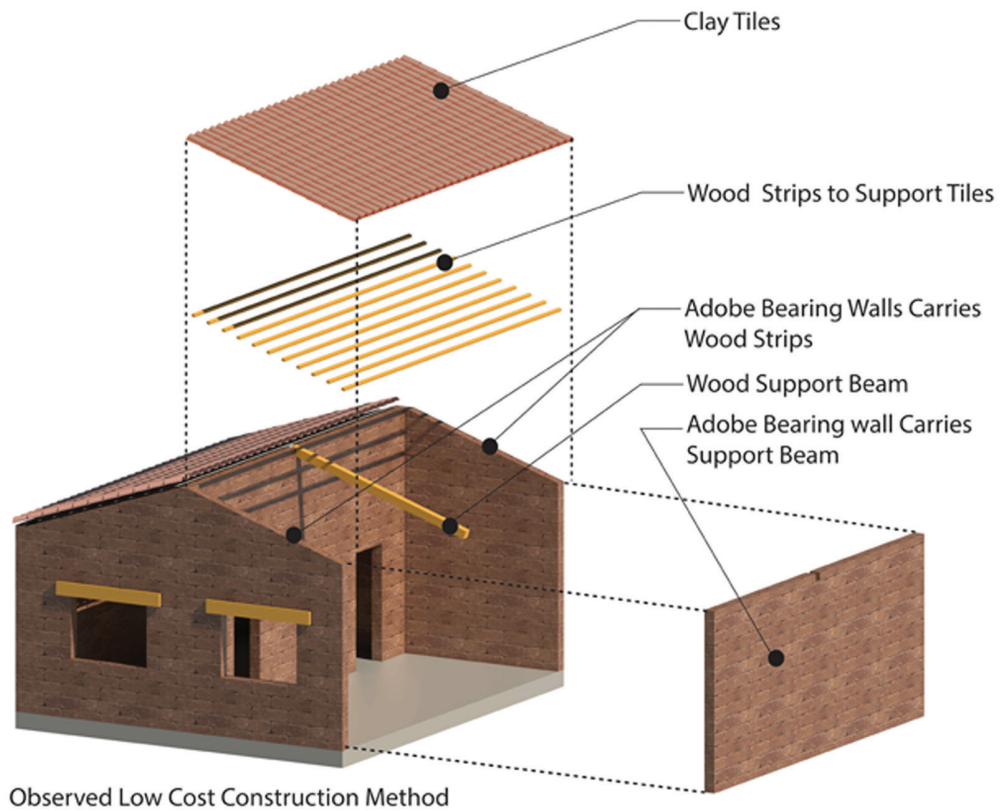 Clay Tiles
Wood Strips to Support Tiles
Adobe Bearing Walls Carries
Wood Strips
Wood Support Beam
Adobe Bearing wall Carries
Support Beam
Observed Low Cost Construction Method